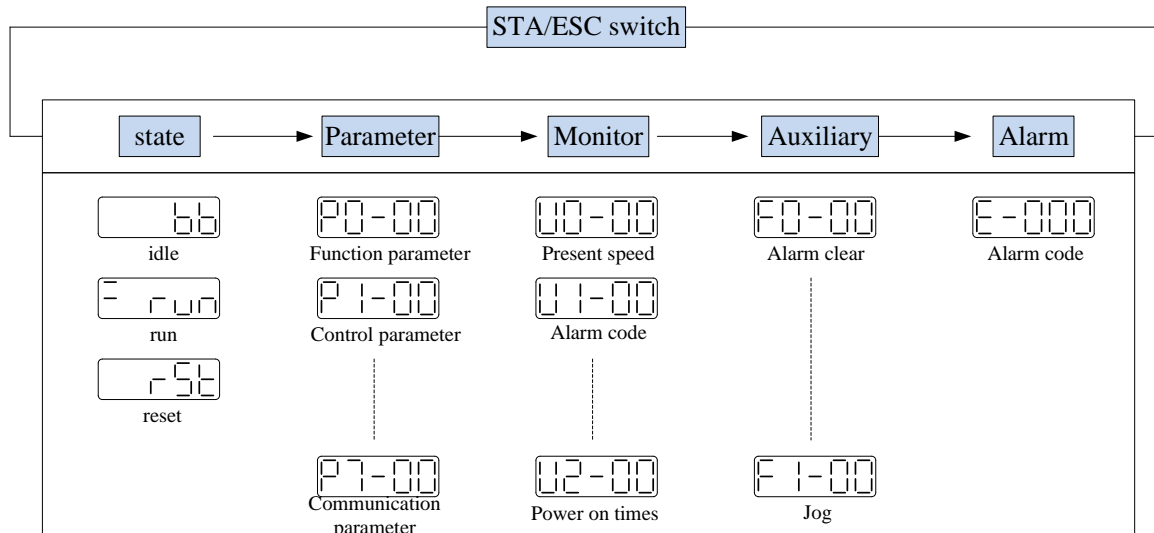 STA/ESC switch
state Parameter Monitor Auxiliary Alarm
bb P0-00 U0-00 F0-00 E-000
idle Function parameter Present speed Alarm clear Alarm code
run P1-00 U1-00
run Control parameter Alarm code
rSt
reset
P7-00 U2-00 F1-00
Communication parameter Power on times Jog